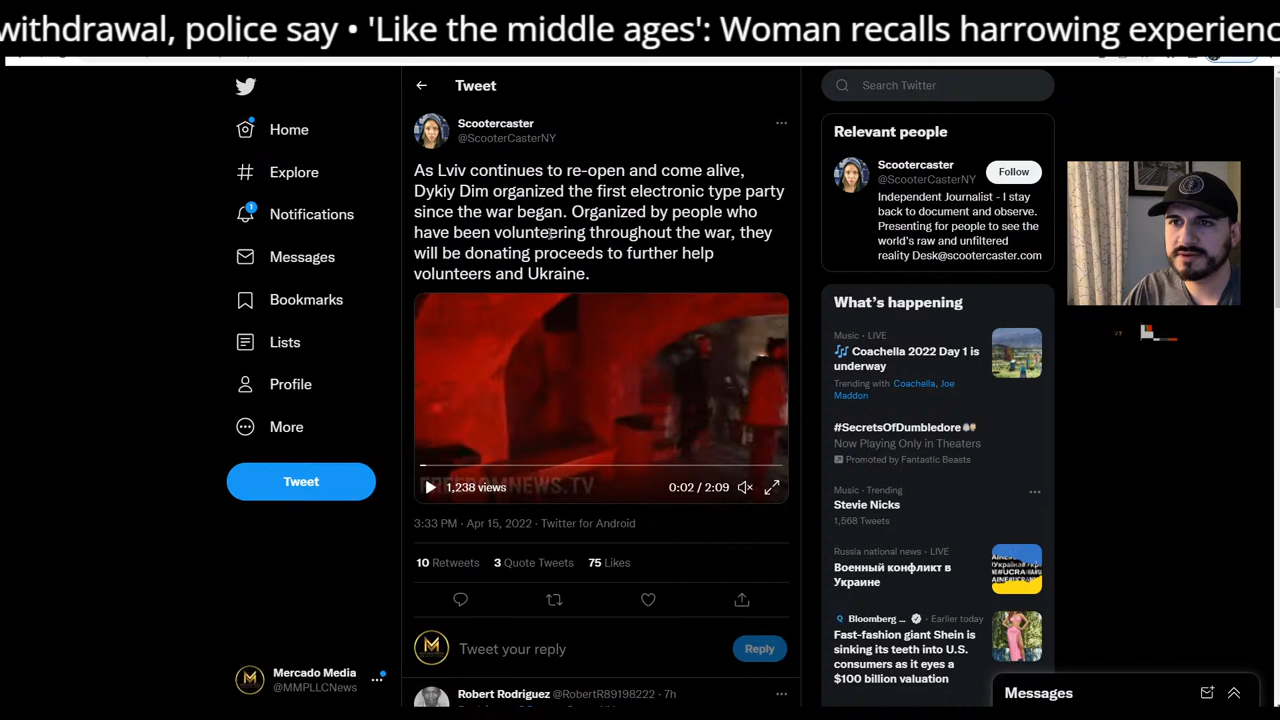 withdrawal, police say • 'Like the middle ages': Woman recalls harrowing experienc
Home
Explore
Notifications
1
Messages
Bookmarks
Lists
Profile
More
Tweet
Mercado Media
@MMPLLCNews
Tweet
Scootercaster
@ScooterCasterNY
As Lviv continues to re-open and come alive,
Dykiy Dim organized the first electronic type party
since the war began. Organized by people who
have been volunteering throughout the war, they
will be donating proceeds to further help
volunteers and Ukraine.
FREEDOMNEWS.TV
1,238 views
0:02 / 2:09
3:33 PM · Apr 15, 2022 · Twitter for Android
10 Retweets 3 Quote Tweets 75 Likes
Tweet your reply
Reply
Robert Rodriguez @RobertR89198222 · 7h
Search Twitter
Relevant people
Scootercaster
@ScooterCasterNY
Follow
Independent Journalist - I stay
back to document and observe.
Presenting for people to see the
world's raw and unfiltered
reality Desk@scootercaster.com
What's happening
Music · LIVE
Coachella 2022 Day 1 is
underway
Trending with Coachella, Joe
Maddon
#SecretsOfDumbledore
Now Playing Only in Theaters
Promoted by Fantastic Beasts
Music · Trending
Stevie Nicks
1,568 Tweets
Russia national news · LIVE
Военный конфликт в
Украине
Bloomberg ... · Earlier today
Fast-fashion giant Shein is
sinking its teeth into U.S.
consumers as it eyes a
$100 billion valuation
Messages